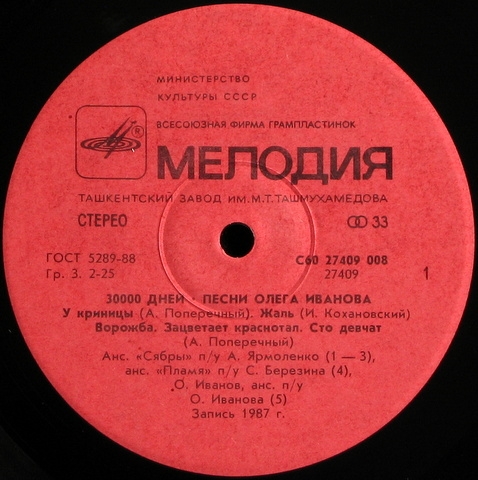 МИНИСТЕРСТВО
КУЛЬТУРЫ СССР
ВСЕСОЮЗНАЯ ФИРМА ГРАМПЛАСТИНОК
®
МЕЛОДИЯ
ТАШКЕНТСКИЙ ЗАВОД ИМ.М.Т.ТАШМУХАМЕДОВА
СТЕРЕО 33
ГОСТ 5289-88 С60 27409 008
Гр. 3. 2-25 27409 1
30000 ДНЕЙ · ПЕСНИ ОЛЕГА ИВАНОВА
У криницы (А. Поперечный). Жаль (И. Кохановский)
Ворожба. Зацветает краснотал. Сто девчат
(А. Поперечный)
Анс. «Сябры» п/у А. Ярмоленко (1 — 3),
анс. «Пламя» п/у С. Березина (4),
О. Иванов, анс. п/у
О. Иванова (5)
Запись 1987 г.